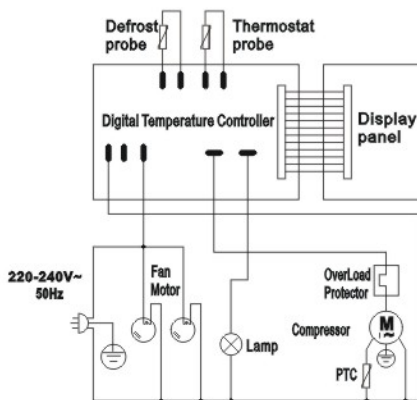 Defrost
probe
Thermostat
probe
Digital Temperature Controller
Display
panel
220-240V~
50Hz
Fan
Motor
OverLoad
Protector
Compressor
M
~
Lamp
PTC